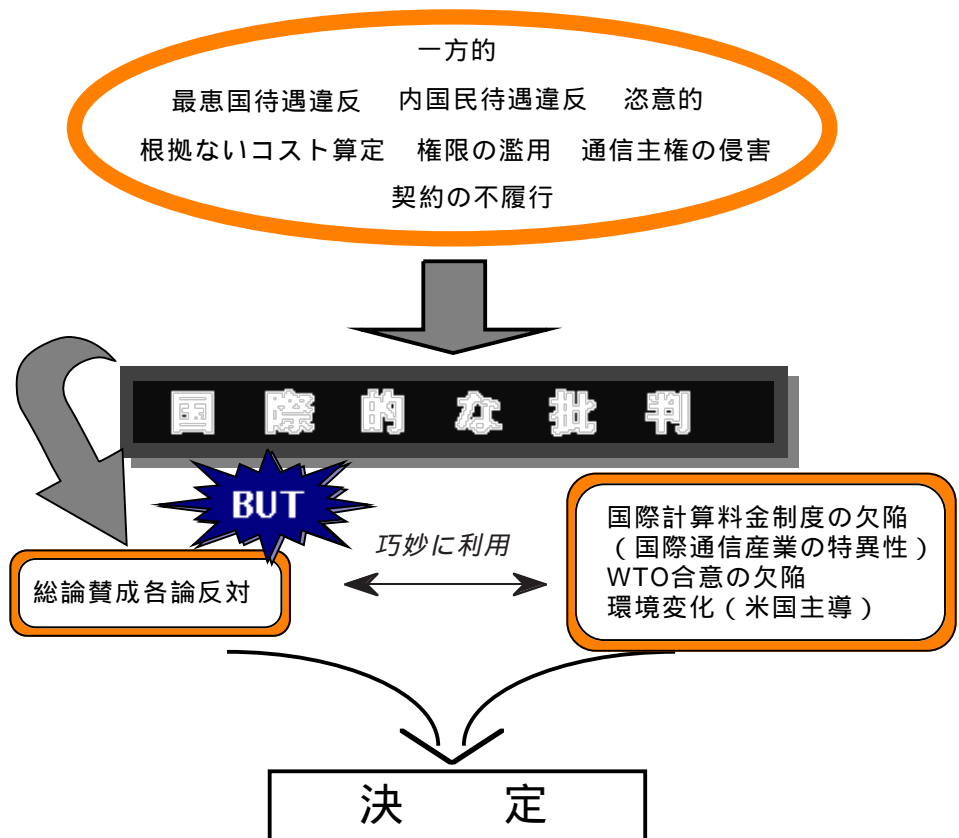 一方的
最恵国待遇違反 内国民待遇違反 恣意的
根拠ないコスト算定 権限の濫用 通信主権の侵害
契約の不履行
国際的な批判
BUT
巧妙に利用
総論賛成各論反対
国際計算料金制度の欠陥
（国際通信産業の特異性）
WTO合意の欠陥
環境変化（米国主導）
決 定